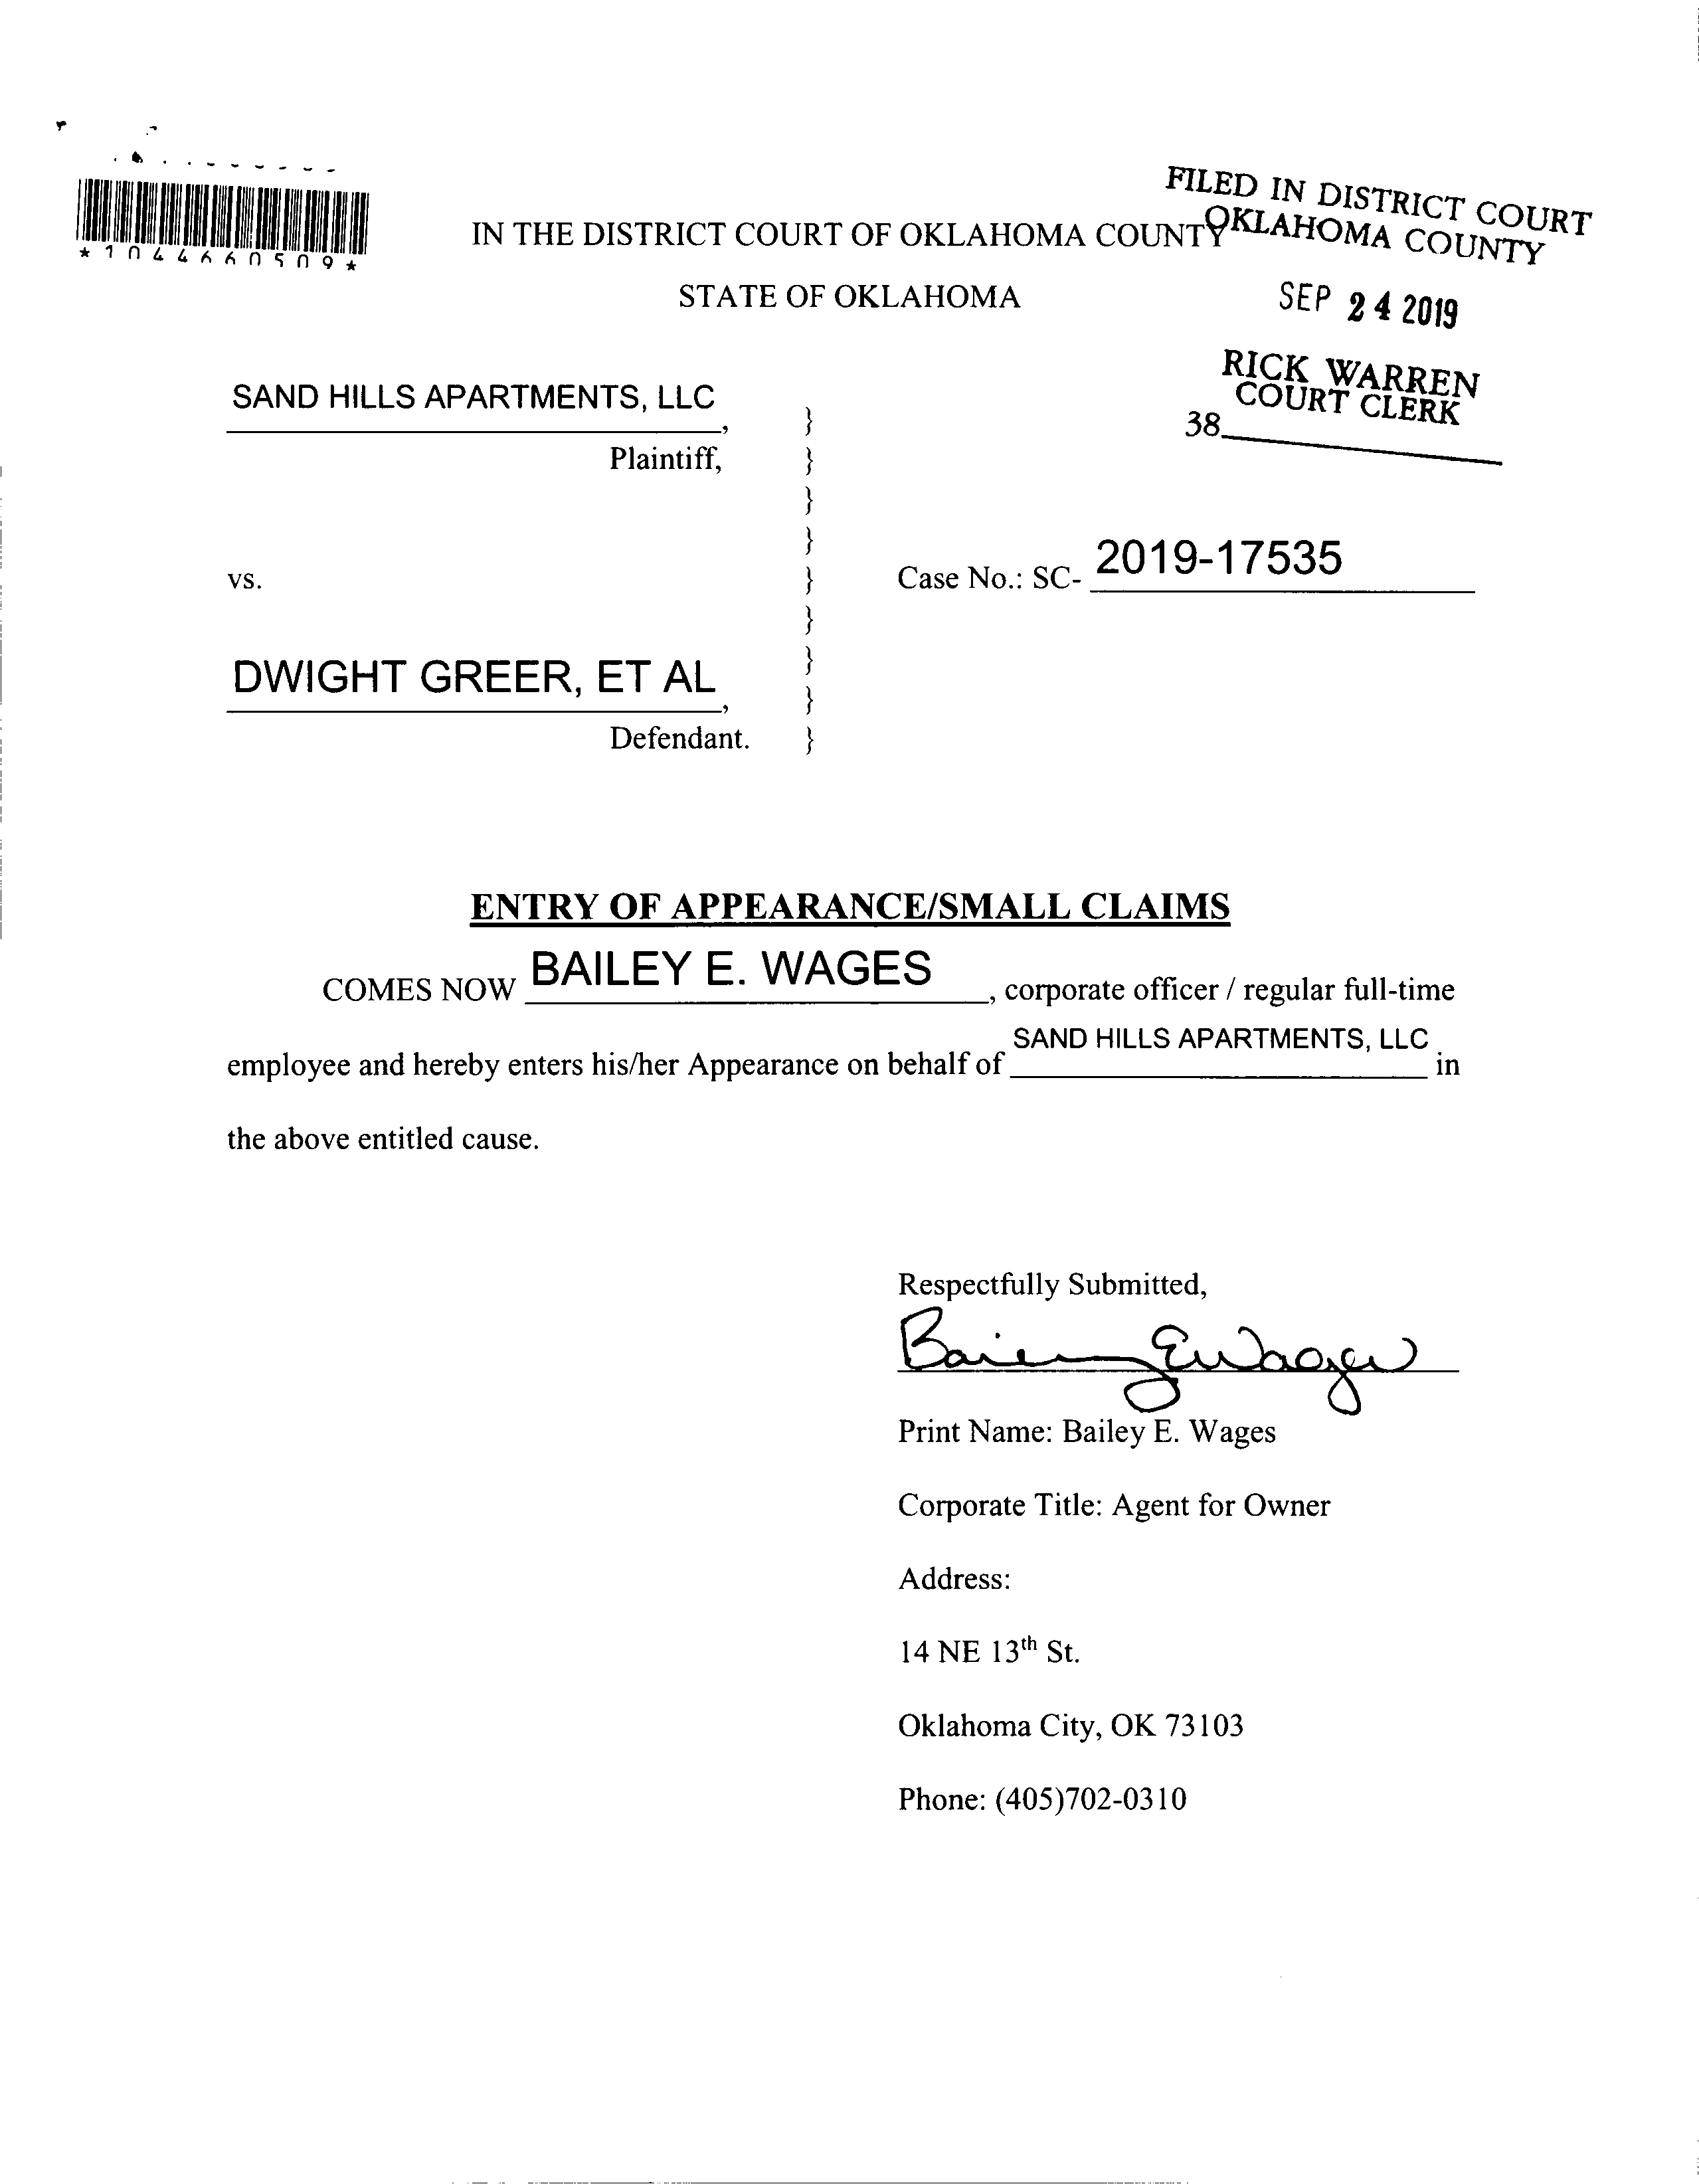 *1044660509*
FILED IN DISTRICT COURT
OKLAHOMA COUNTY
IN THE DISTRICT COURT OF OKLAHOMA COUNTY
STATE OF OKLAHOMA
SEP 24 2019
RICK WARREN
COURT CLERK
38
SAND HILLS APARTMENTS, LLC,
Plaintiff,
vs.
Case No.: SC- 2019-17535
DWIGHT GREER, ET AL,
Defendant.
ENTRY OF APPEARANCE/SMALL CLAIMS
COMES NOW BAILEY E. WAGES, corporate officer / regular full-time
employee and hereby enters his/her Appearance on behalf of SAND HILLS APARTMENTS, LLC in
the above entitled cause.
Respectfully Submitted,
Bailey E Wages
Print Name: Bailey E. Wages
Corporate Title: Agent for Owner
Address:
14 NE 13th St.
Oklahoma City, OK 73103
Phone: (405)702-0310